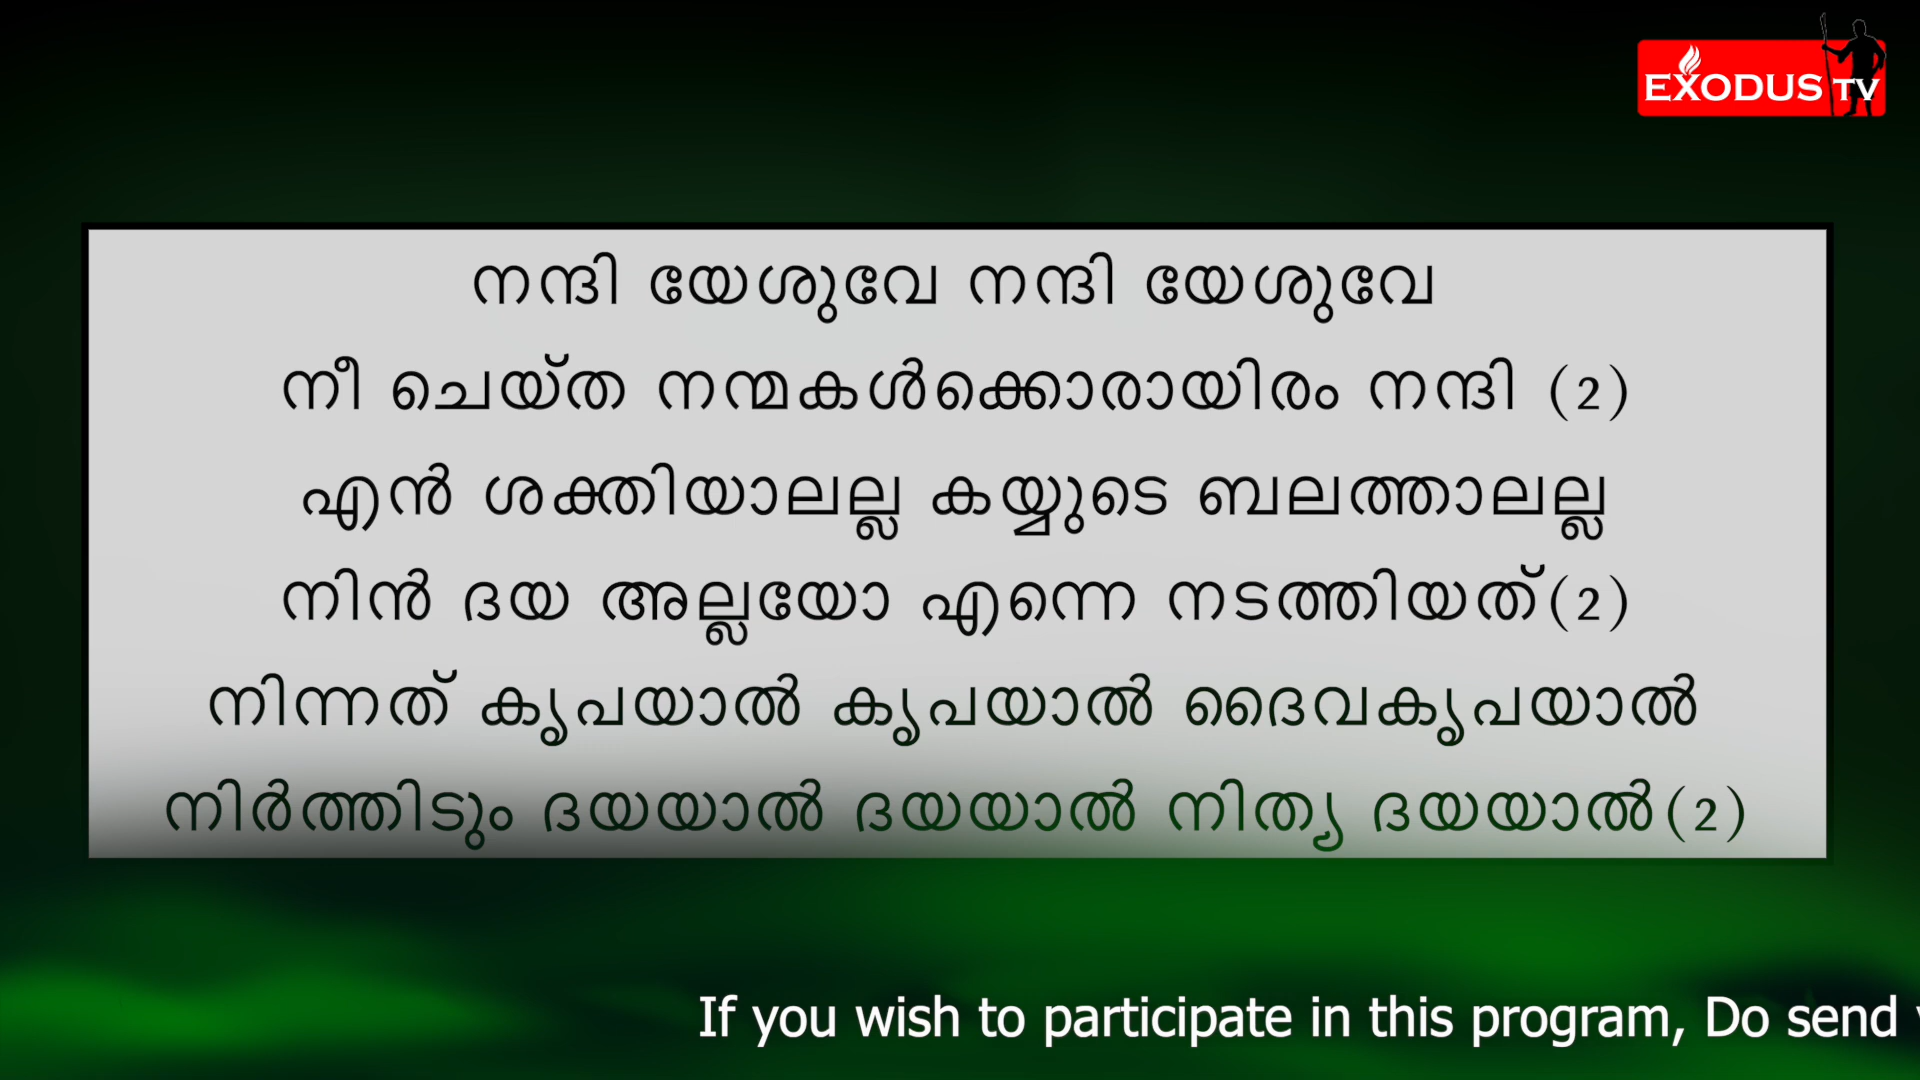 EXODUS TV
നന്ദി യേശുവേ നന്ദി യേശുവേ
നീ ചെയ്ത നന്മകൾക്കൊരായിരം നന്ദി (2)
എൻ ശക്തിയാലല്ല കയ്യുടെ ബലത്താലല്ല
നിൻ ദയ അല്ലയോ എന്നെ നടത്തിയത്(2)
നിന്നത് കൃപയാൽ കൃപയാൽ ദൈവകൃപയാൽ
നിർത്തിടും ദയയാൽ ദയയാൽ നിത്യ ദയയാൽ(2)
If you wish to participate in this program, Do send